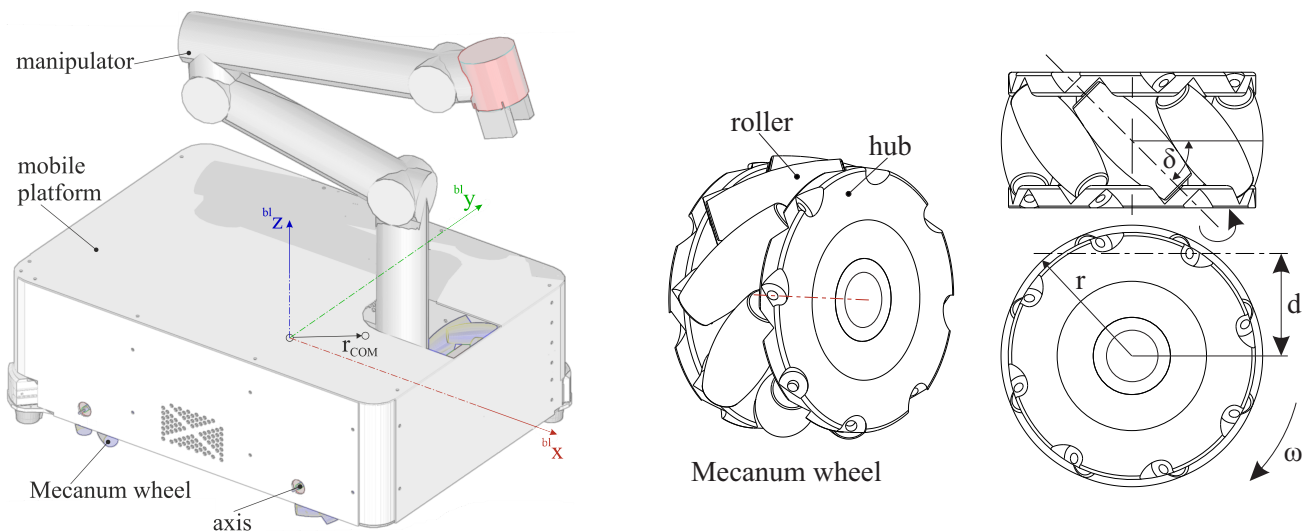 manipulator
mobile
platform
blz
bly
rCOM
blx
Mecanum wheel
axis
roller
hub
Mecanum wheel
δ
r
d
ω